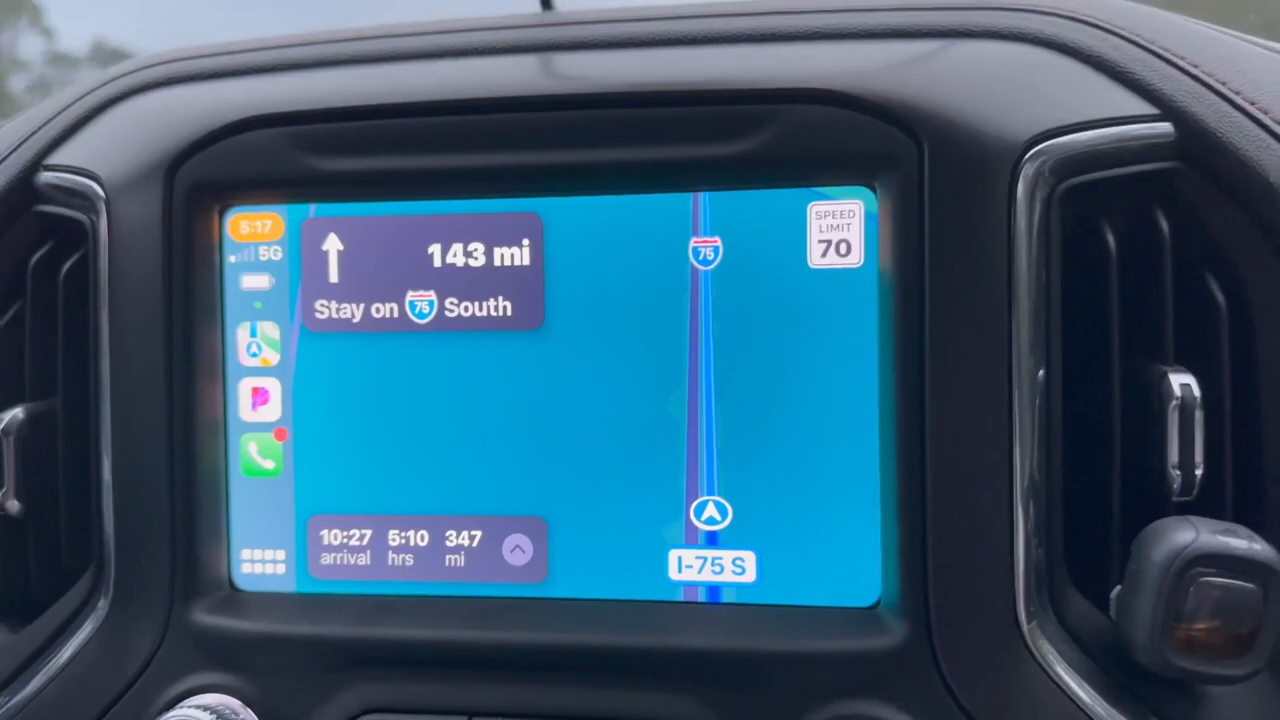 5:17
5G
143 mi
Stay on 75 South
75
SPEED
LIMIT
70
10:27 5:10 347
arrival hrs mi
I-75 S